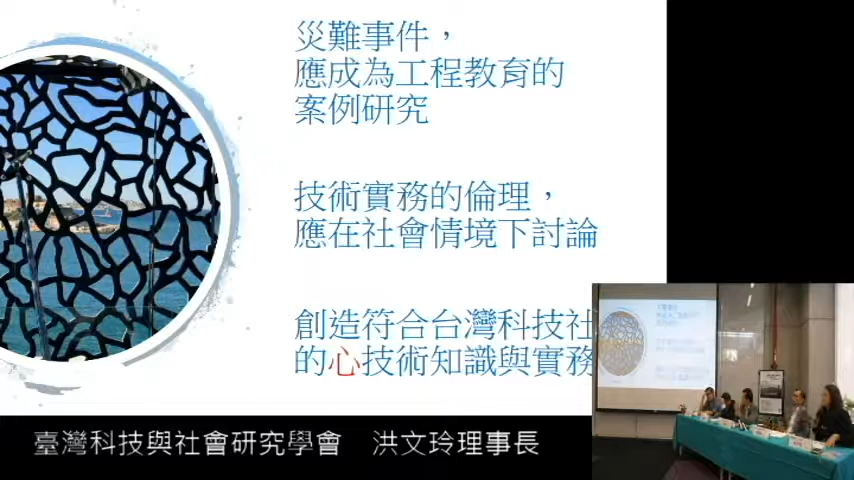 災難事件，
應成為工程教育的
案例研究
技術實務的倫理，
應在社會情境下討論
創造符合台灣科技社
的心技術知識與實務
臺灣科技與社會研究學會 洪文玲理事長